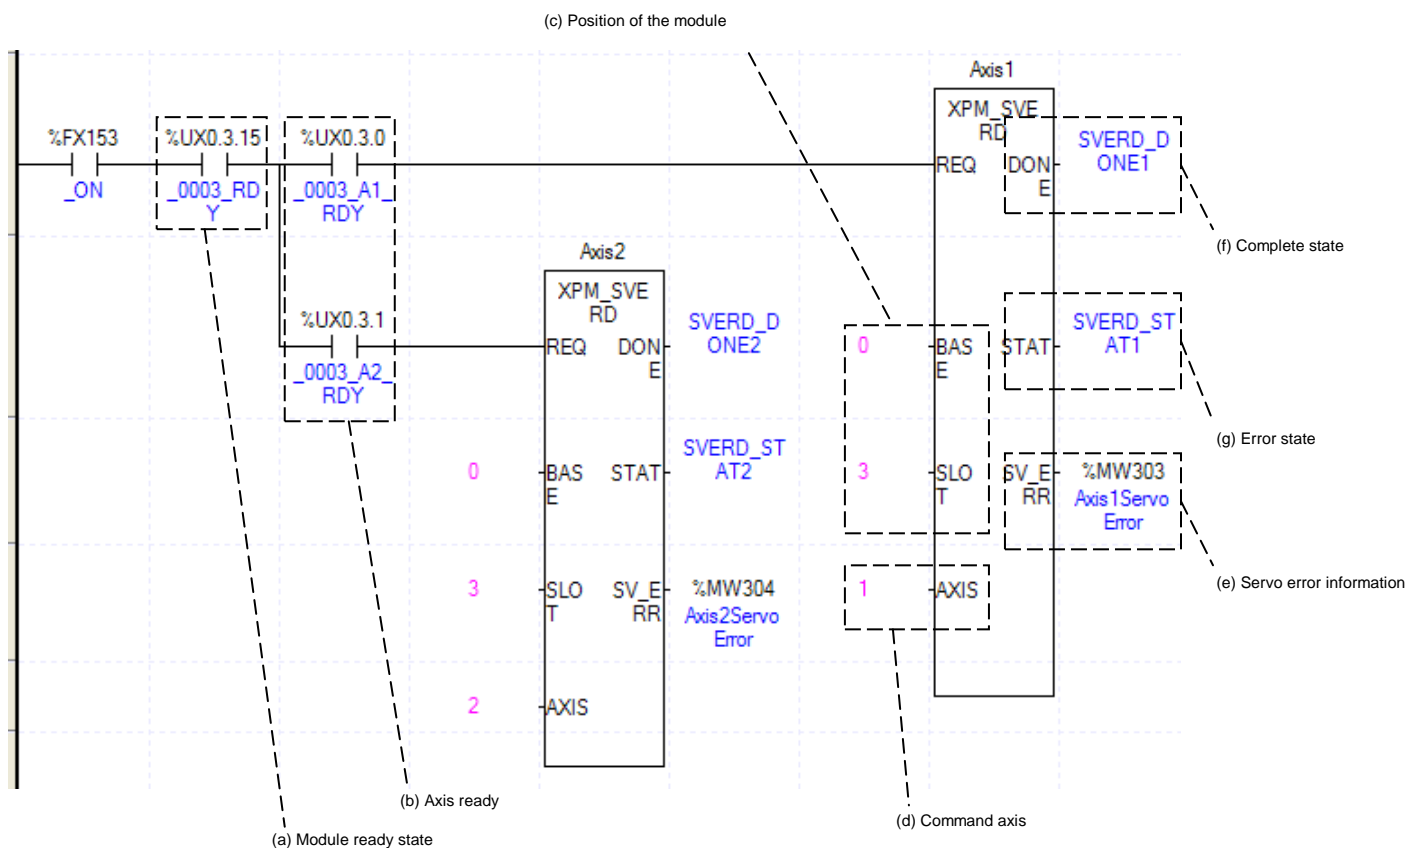 (c) Position of the module
Axis1
XPM_SVE
RD
%FX153
_ON
%UX0.3.15
_0003_RD
Y
%UX0.3.0
_0003_A1_
RDY
REQ
DON
E
SVERD_D
ONE1
(f) Complete state
Axis2
XPM_SVE
RD
%UX0.3.1
_0003_A2_
RDY
REQ
DON
E
SVERD_D
ONE2
0
BAS
E
STAT
SVERD_ST
AT1
(g) Error state
0
BAS
E
STAT
SVERD_ST
AT2
3
SLO
T
SV_E
RR
%MW303
Axis1Servo
Error
(e) Servo error information
3
SLO
T
SV_E
RR
%MW304
Axis2Servo
Error
1
AXIS
2
AXIS
(b) Axis ready
(d) Command axis
(a) Module ready state